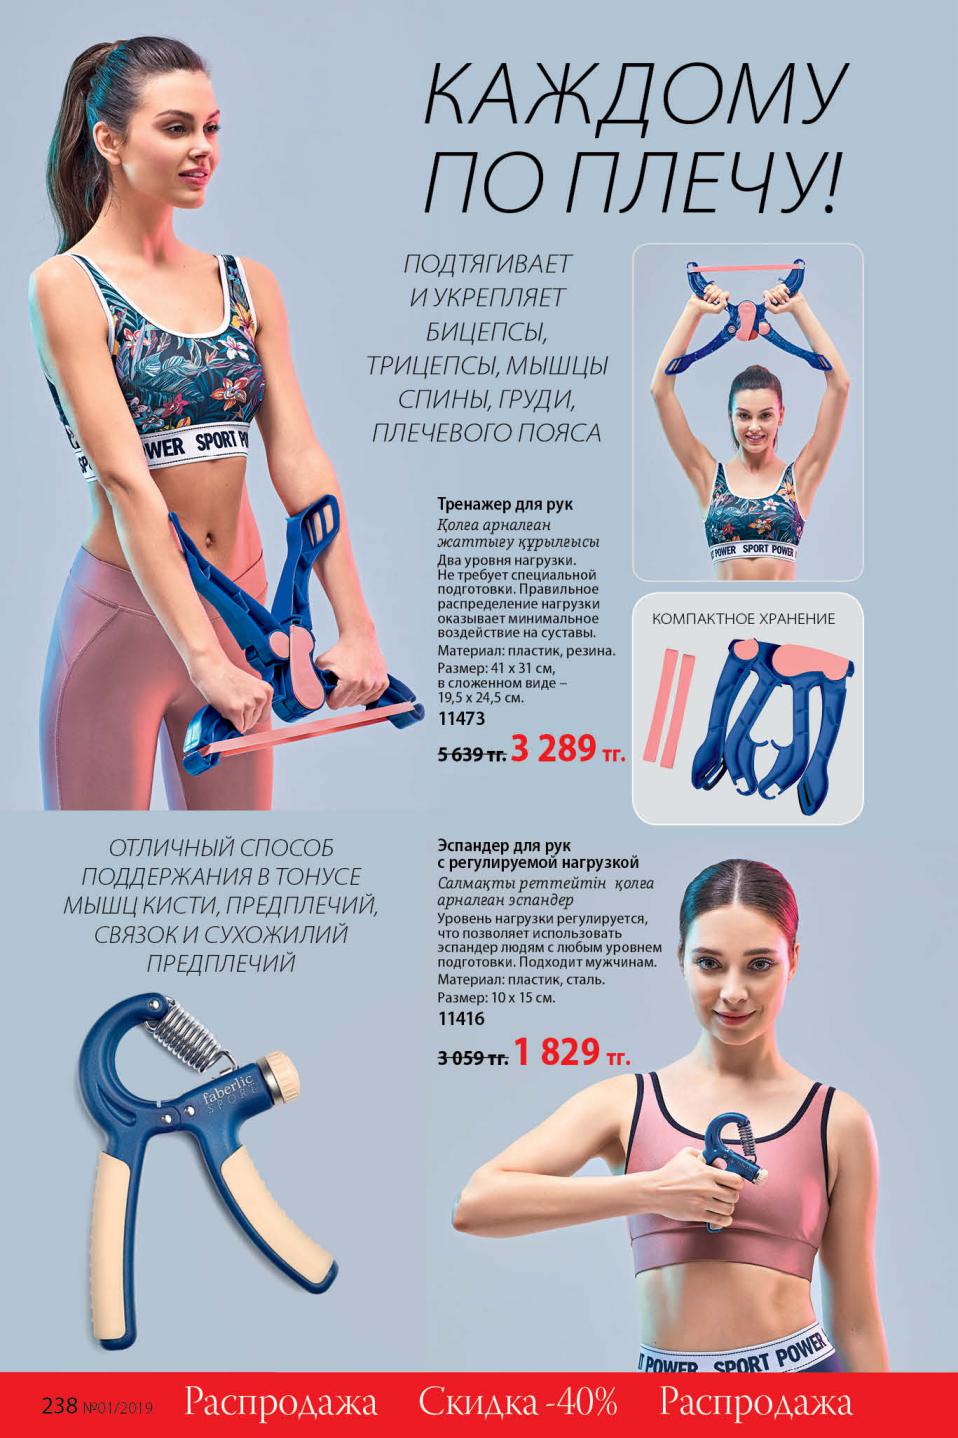 КАЖДОМУ
ПО ПЛЕЧУ!
ПОДТЯГИВАЕТ
И УКРЕПЛЯЕТ
БИЦЕПСЫ,
ТРИЦЕПСЫ, МЫШЦЫ
СПИНЫ, ГРУДИ,
ПЛЕЧЕВОГО ПОЯСА
WER SPORT P
SP
Тренажер для рук
Қолға арналған
жаттығу құрылғысы
Два уровня нагрузки.
Не требует специальной
подготовки. Правильное
распределение нагрузки
оказывает минимальное
воздействие на суставы.
Материал: пластик, резина.
Размер: 41 x 31 см,
в сложенном виде –
19,5 x 24,5 см.
11473
5 639 тг. 3 289 тг.
T POWER SPORT POWER
КОМПАКТНОЕ ХРАНЕНИЕ
ОТЛИЧНЫЙ СПОСОБ
ПОДДЕРЖАНИЯ В ТОНУСЕ
МЫШЦ КИСТИ, ПРЕДПЛЕЧИЙ,
СВЯЗОК И СУХОЖИЛИЙ
ПРЕДПЛЕЧИЙ
faberlic
SPORT
Эспандер для рук
с регулируемой нагрузкой
Салмақты реттейтін қолға
арналған эспандер
Уровень нагрузки регулируется,
что позволяет использовать
эспандер людям с любым уровнем
подготовки. Подходит мужчинам.
Материал: пластик, сталь.
Размер: 10 x 15 см.
11416
3 059 тг. 1 829 тг.
T POWER SPORT POWER
238 №01/2019 Распродажа Скидка -40% Распродажа